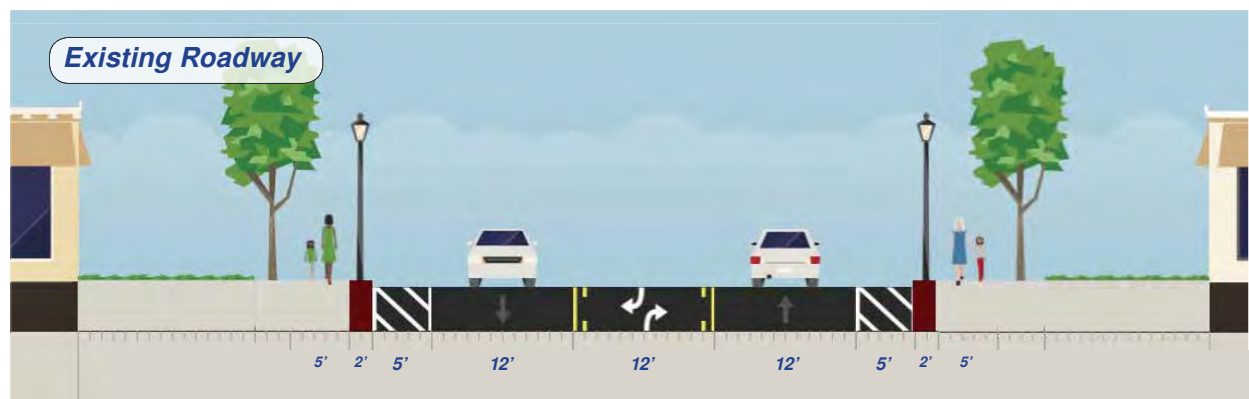 Existing Roadway
5’ 2’ 5’ 12’ 12’ 12’ 5’ 2’ 5’